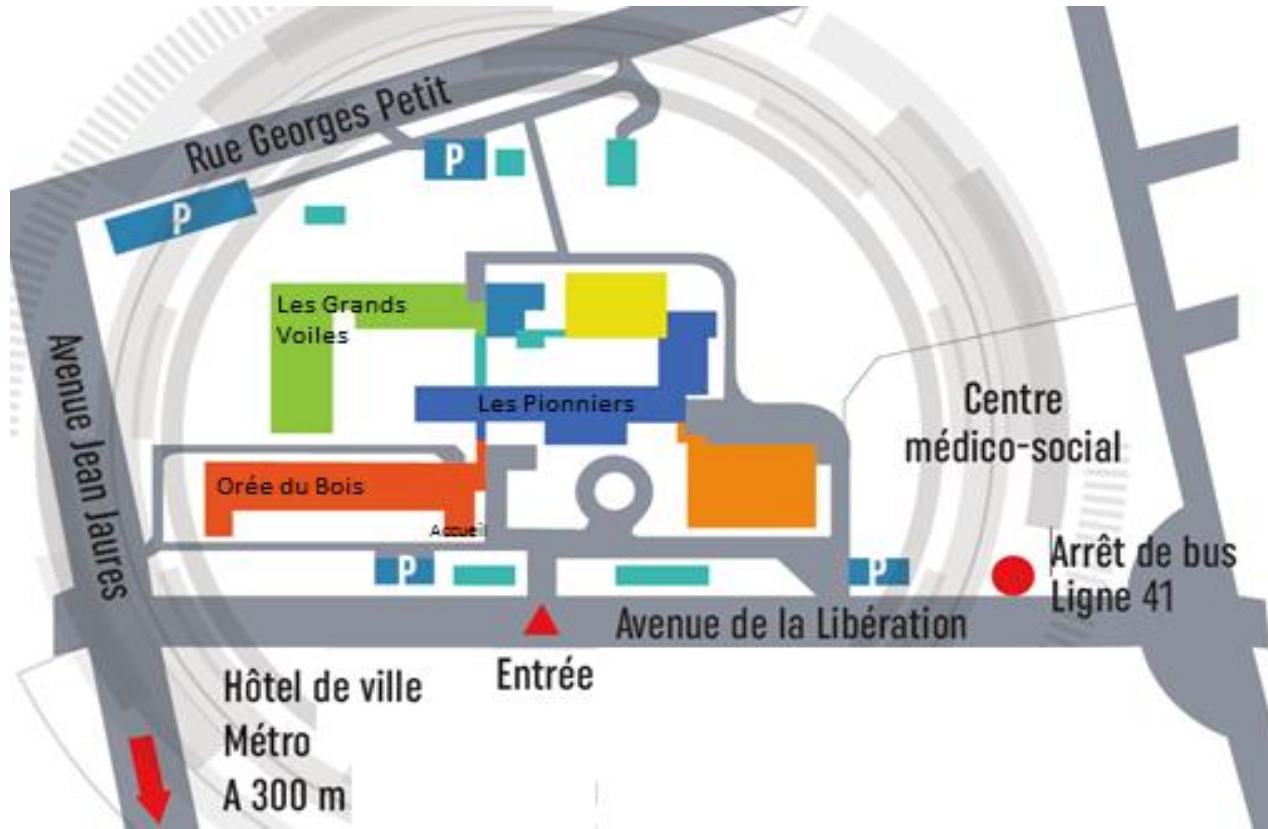 Rue Georges Petit
P
P
Les Grands
Voiles
Avenue Jean Jaures
Les Pionniers
Centre
médico-social
Orée du Bois
Accueil
P
P
Arrêt de bus
Ligne 41
Avenue de la Libération
Entrée
Hôtel de ville
Métro
A 300 m